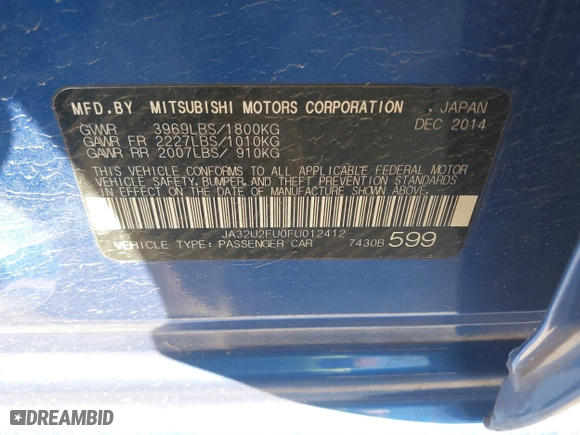 MFD.BY MITSUBISHI MOTORS CORPORATION . JAPAN
GVWR 3969LBS/1800KG DEC 2014
GAWR FR 2227LBS/1010KG
GAWR RR 2007LBS/ 910KG
THIS VEHICLE CONFORMS TO ALL APPLICABLE FEDERAL MOTOR
VEHICLE SAFETY, BUMPER, AND THEFT PREVENTION STANDARDS
IN EFFECT ON THE DATE OF MANUFACTURE SHOWN ABOVE.
JA32U2FU0FU012412
VEHICLE TYPE: PASSENGER CAR 7430B 599
DREAMBID